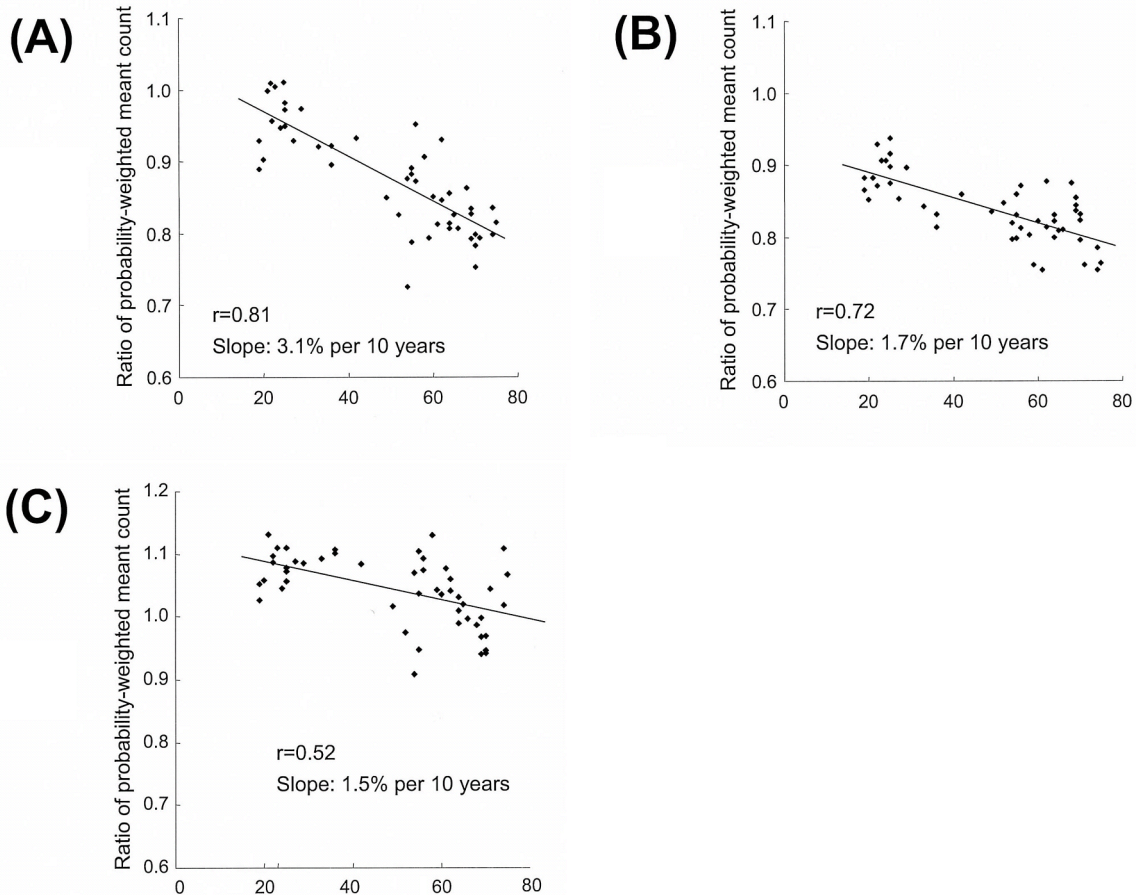 (A)
Ratio of probability-weighted meant count
1.1
1.0
0.9
0.8
0.7
0.6
r=0.81
Slope: 3.1% per 10 years
0 20 40 60 80
(B)
Ratio of probability-weighted meant count
1.1
1.0
0.9
0.8
0.7
0.6
r=0.72
Slope: 1.7% per 10 years
0 20 40 60 80
(C)
Ratio of probability-weighted meant count
1.2
1.1
1.0
0.9
0.8
0.7
0.6
r=0.52
Slope: 1.5% per 10 years
0 20 40 60 80